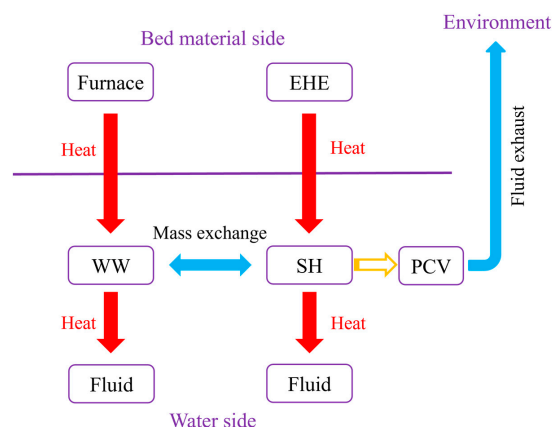 Environment
Bed material side
Furnace
EHE
Heat
Heat
Fluid exhaust
Mass exchange
WW
SH
PCV
Heat
Heat
Fluid
Fluid
Water side